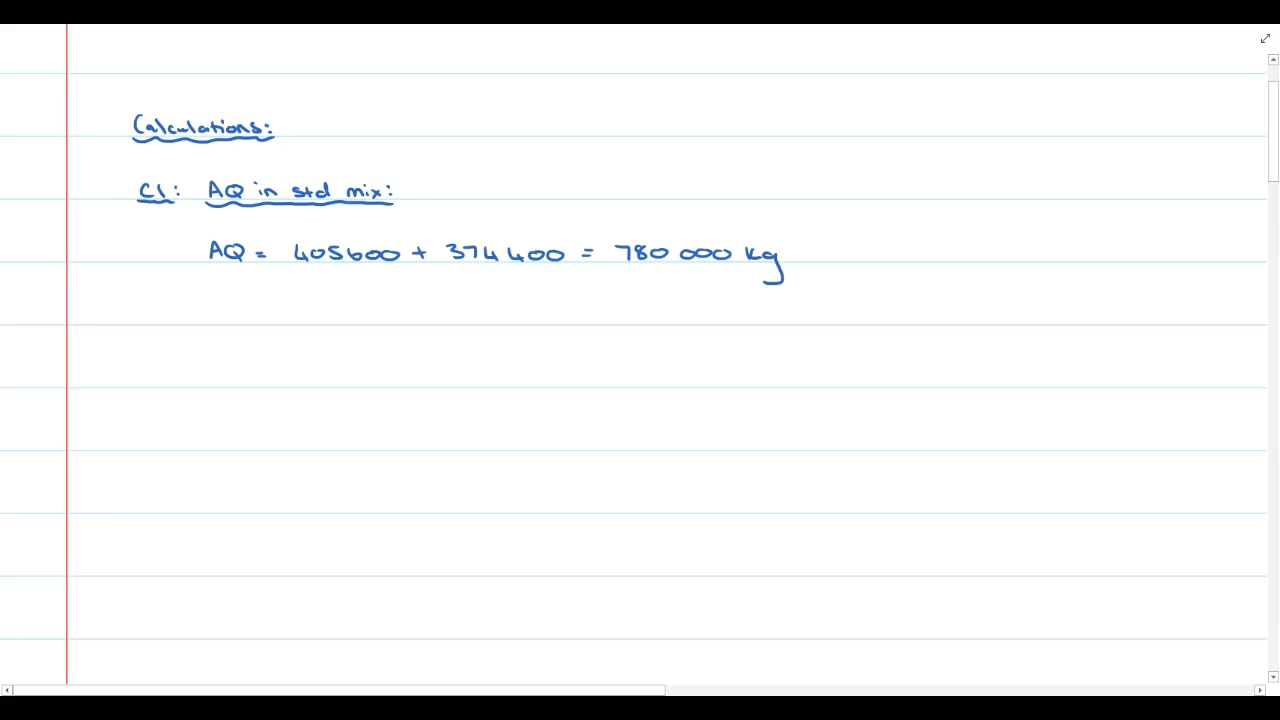 Calculations:
C1: AQ in std mix:
AQ = 405600 + 374400 = 780 000 kg